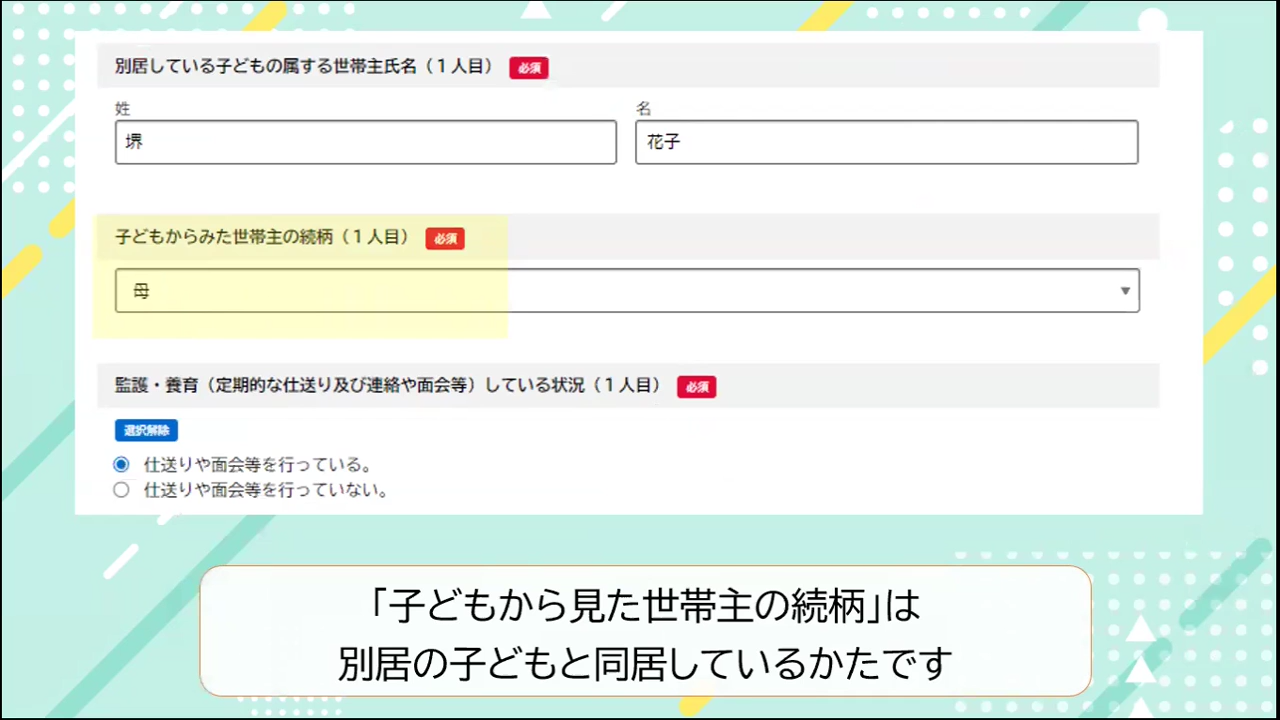 別居している子どもの属する世帯主氏名（１人目） 必須
姓 名
堺 花子
子どもからみた世帯主の続柄（１人目） 必須
母 ▼
監護・養育（定期的な仕送り及び連絡や面会等）している状況（１人目） 必須
選択解除
仕送りや面会等を行っている。
仕送りや面会等を行っていない。
「子どもから見た世帯主の続柄」は
別居の子どもと同居しているかたです